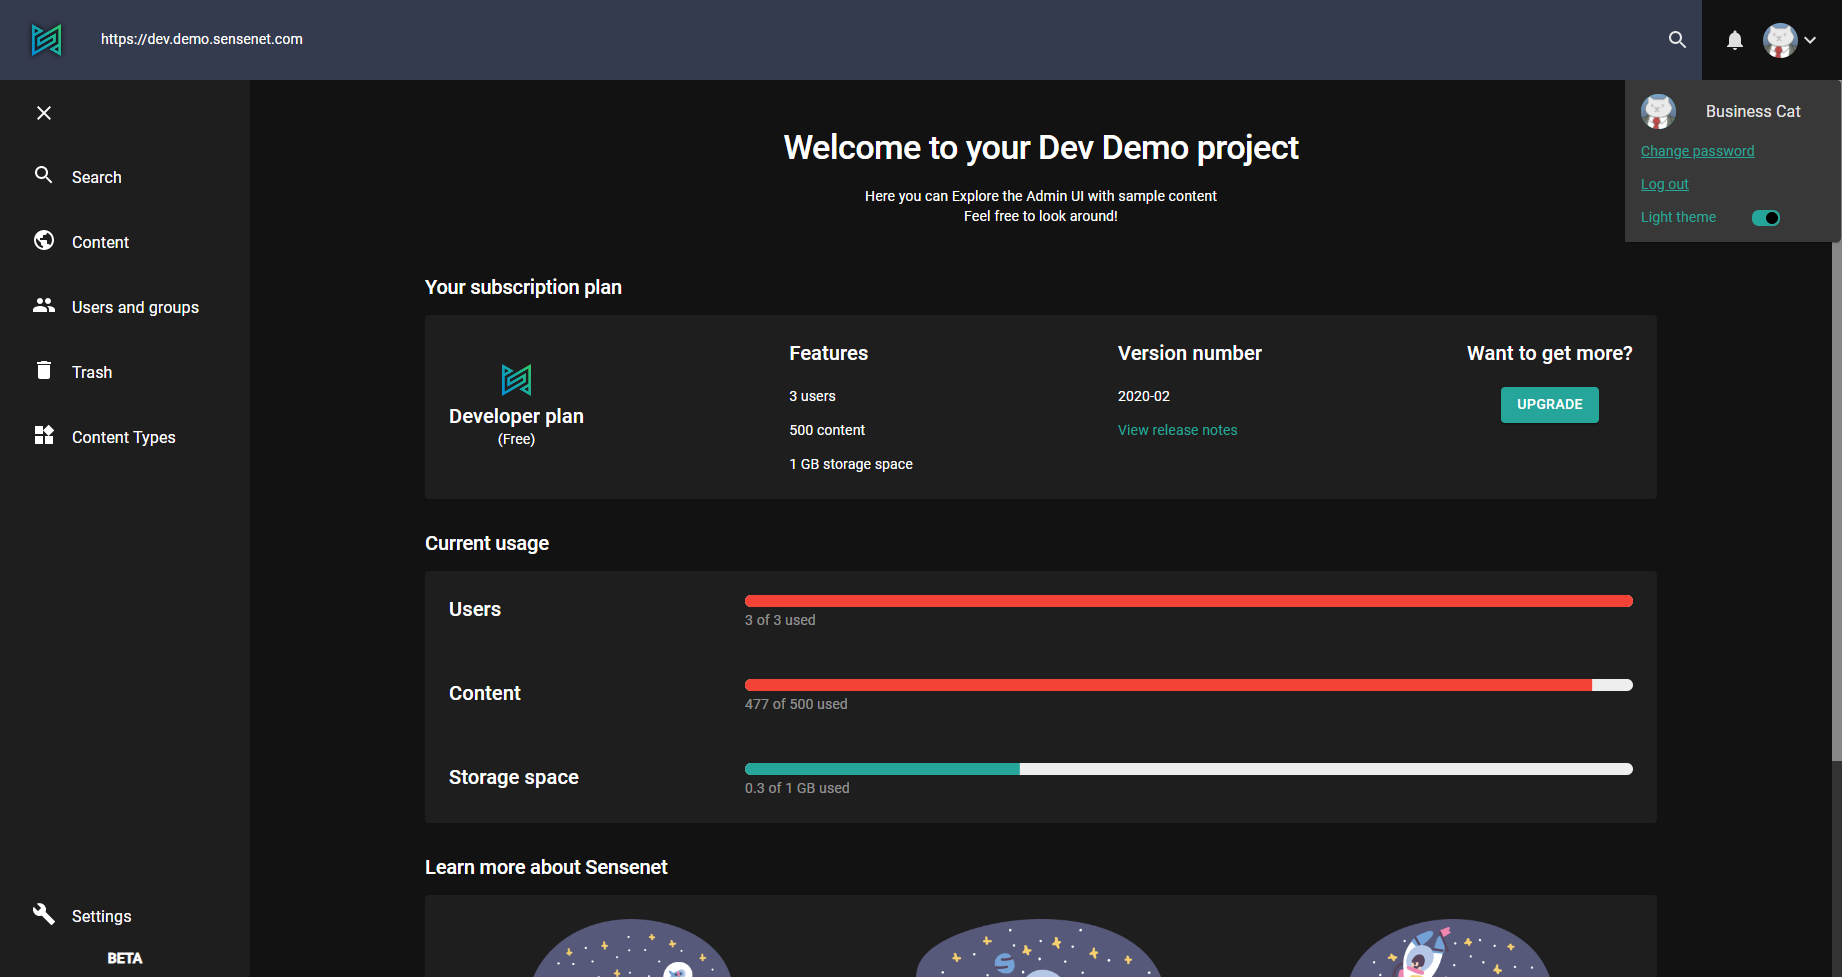 https://dev.demo.sensenet.com
Business Cat
Change password
Log out
Light theme
Search
Content
Users and groups
Trash
Content Types
Settings
BETA
Welcome to your Dev Demo project
Here you can Explore the Admin UI with sample content
Feel free to look around!
Your subscription plan
Developer plan
(Free)
Features
3 users
500 content
1 GB storage space
Version number
2020-02
View release notes
Want to get more?
UPGRADE
Current usage
Users
3 of 3 used
Content
477 of 500 used
Storage space
0.3 of 1 GB used
Learn more about Sensenet